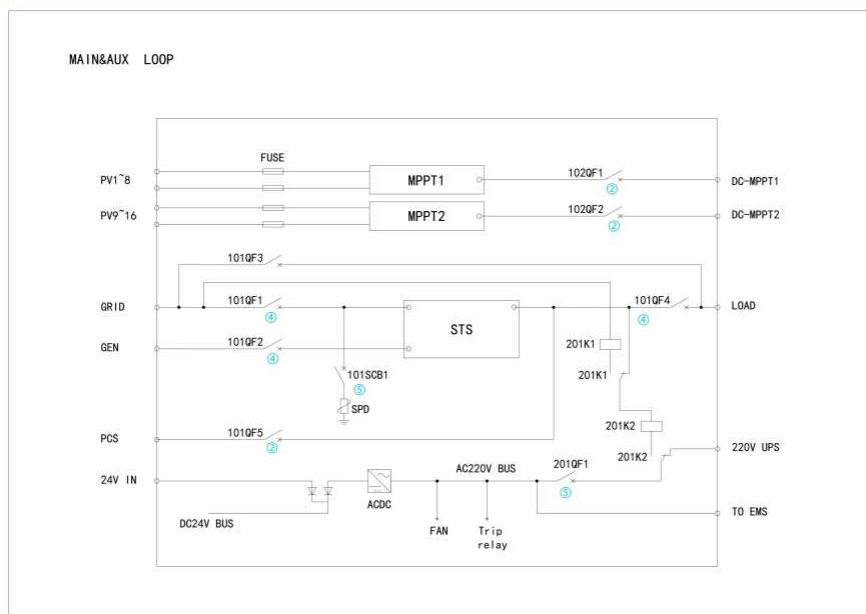 MAIN&AUX LOOP
FUSE
PV1~8
MPPT1
102QF1
②
DC-MPPT1
PV9~16
MPPT2
102QF2
②
DC-MPPT2
101QF3
GRID
101QF1
④
STS
101QF4
④
LOAD
GEN
101QF2
④
201K1
201K1
101SCB1
⑤
SPD
201K2
201K2
PCS
101QF5
②
220V UPS
24V IN
ACDC
AC220V BUS
201QF1
⑤
DC24V BUS
FAN
Trip
relay
TO EMS